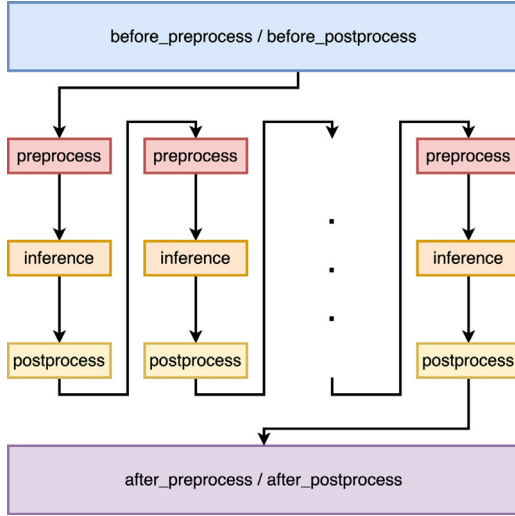 before_preprocess / before_postprocess
preprocess
preprocess
preprocess
inference
inference
inference
postprocess
postprocess
postprocess
after_preprocess / after_postprocess